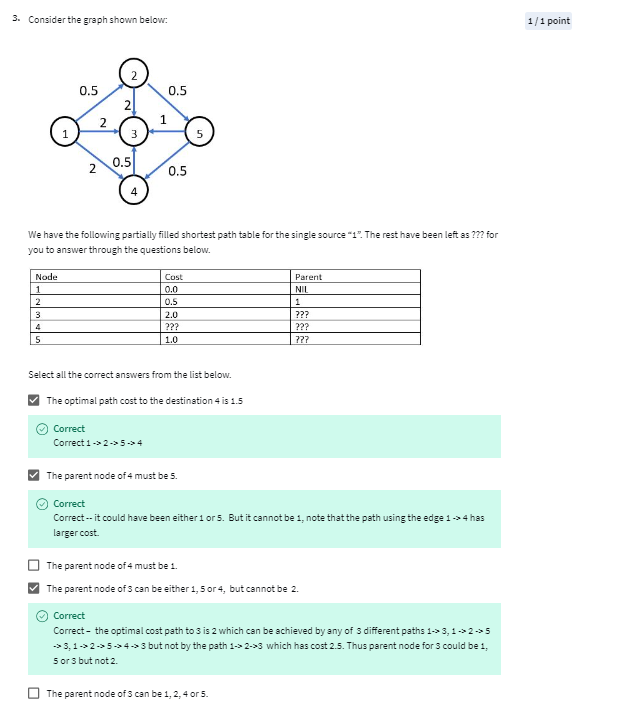 3. Consider the graph shown below:
1 / 1 point
2
0.5
0.5
2
2
1
1
3
5
0.5
2
0.5
4
We have the following partially filled shortest path table for the single source "1". The rest have been left as ??? for
you to answer through the questions below.
Node Cost Parent
1 0.0 NIL
2 0.5 1
3 2.0 ???
4 ??? ???
5 1.0 ???
Select all the correct answers from the list below.
The optimal path cost to the destination 4 is 1.5
Correct
Correct 1 -> 2 -> 5 -> 4
The parent node of 4 must be 5.
Correct
Correct -- it could have been either 1 or 5. But it cannot be 1, note that the path using the edge 1 -> 4 has
larger cost.
The parent node of 4 must be 1.
The parent node of 3 can be either 1, 5 or 4, but cannot be 2.
Correct
Correct – the optimal cost path to 3 is 2 which can be achieved by any of 3 different paths 1-> 3, 1 -> 2 -> 5
-> 3, 1 -> 2 -> 5 -> 4 -> 3 but not by the path 1-> 2->3 which has cost 2.5. Thus parent node for 3 could be 1,
5 or 3 but not 2.
The parent node of 3 can be 1, 2, 4 or 5.